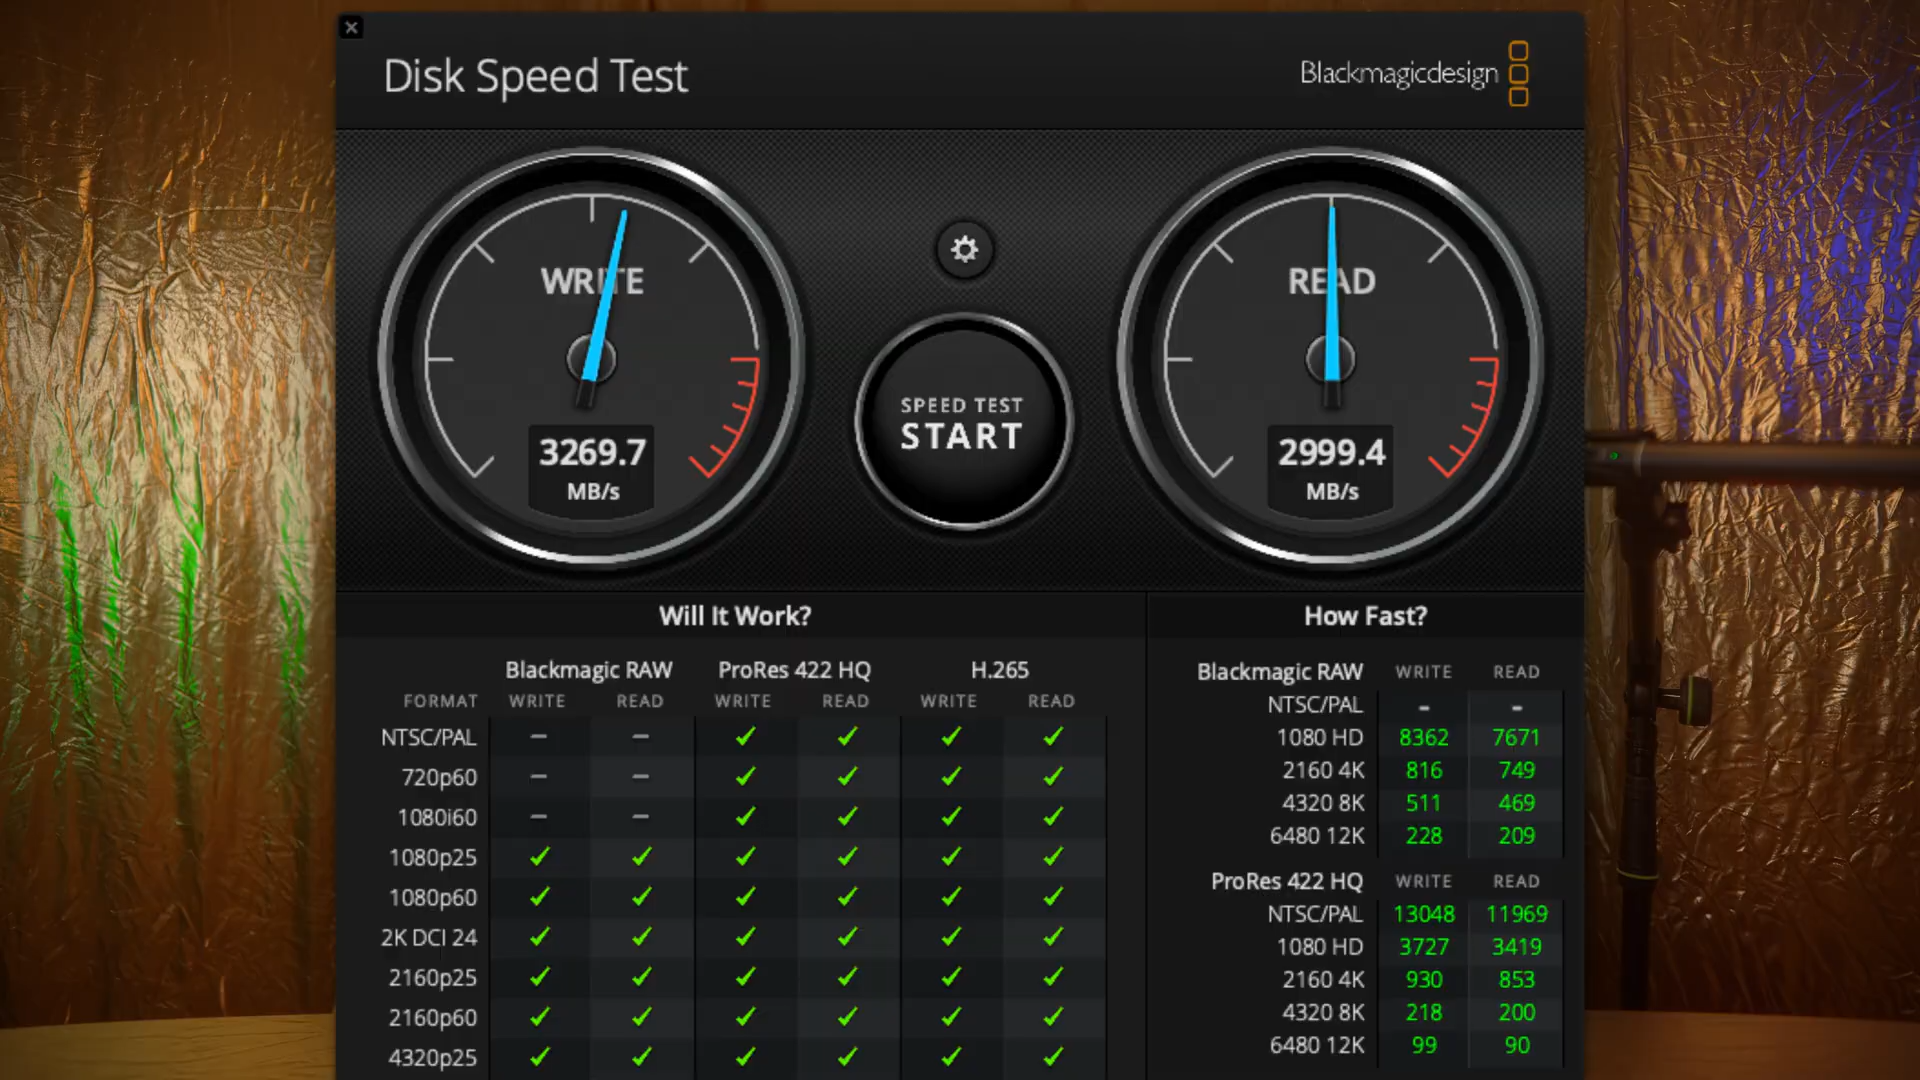 Disk Speed Test
Blackmagicdesign
WRITE
3269.7
MB/s
SPEED TEST
START
READ
2999.4
MB/s
Will It Work?
Blackmagic RAW ProRes 422 HQ H.265
FORMAT WRITE READ WRITE READ WRITE READ
NTSC/PAL – – ✓ ✓ ✓ ✓
720p60 – – ✓ ✓ ✓ ✓
1080i60 – – ✓ ✓ ✓ ✓
1080p25 ✓ ✓ ✓ ✓ ✓ ✓
1080p60 ✓ ✓ ✓ ✓ ✓ ✓
2K DCI 24 ✓ ✓ ✓ ✓ ✓ ✓
2160p25 ✓ ✓ ✓ ✓ ✓ ✓
2160p60 ✓ ✓ ✓ ✓ ✓ ✓
4320p25 ✓ ✓ ✓ ✓ ✓ ✓
How Fast?
Blackmagic RAW WRITE READ
NTSC/PAL - -
1080 HD 8362 7671
2160 4K 816 749
4320 8K 511 469
6480 12K 228 209
ProRes 422 HQ WRITE READ
NTSC/PAL 13048 11969
1080 HD 3727 3419
2160 4K 930 853
4320 8K 218 200
6480 12K 99 90